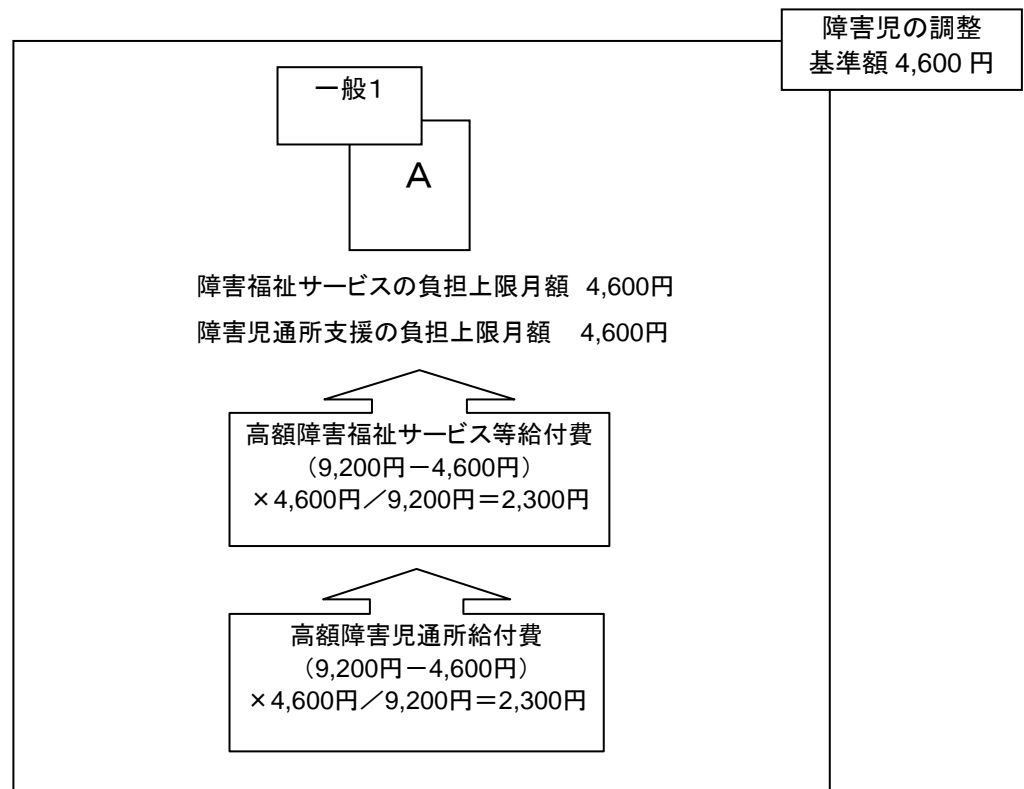 障害児の調整
基準額 4,600 円
一般1
A
障害福祉サービスの負担上限月額 4,600円
障害児通所支援の負担上限月額 4,600円
高額障害福祉サービス等給付費
（9,200円－4,600円）
×4,600円／9,200円＝2,300円
高額障害児通所給付費
（9,200円－4,600円）
×4,600円／9,200円＝2,300円